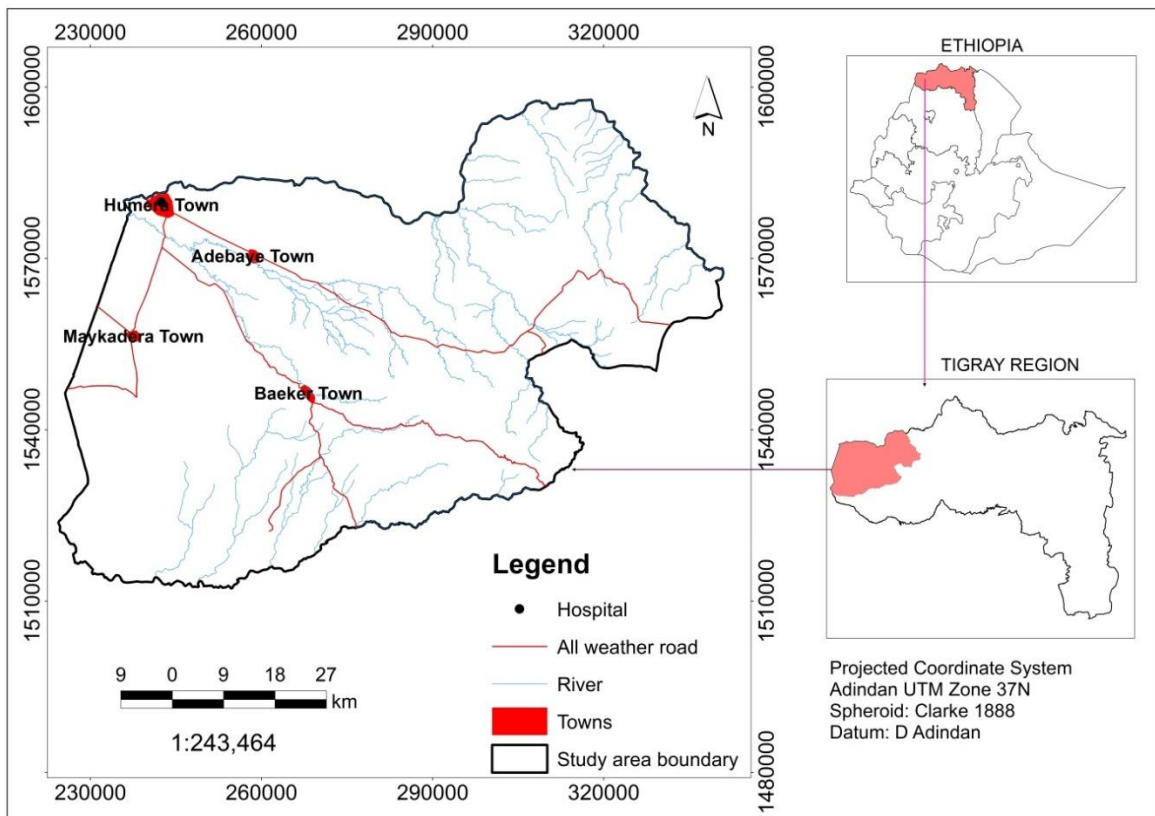 230000 260000 290000 320000
1600000
1570000
1540000
1510000
1600000
1570000
1540000
1510000
1480000
N
Humera Town
Adebaye Town
Maykadera Town
Baeker Town
Legend
Hospital
All weather road
River
Towns
Study area boundary
9 0 9 18 27
km
1:243,464
230000 260000 290000 320000
ETHIOPIA
TIGRAY REGION
Projected Coordinate System
Adindan UTM Zone 37N
Spheroid: Clarke 1888
Datum: D Adindan